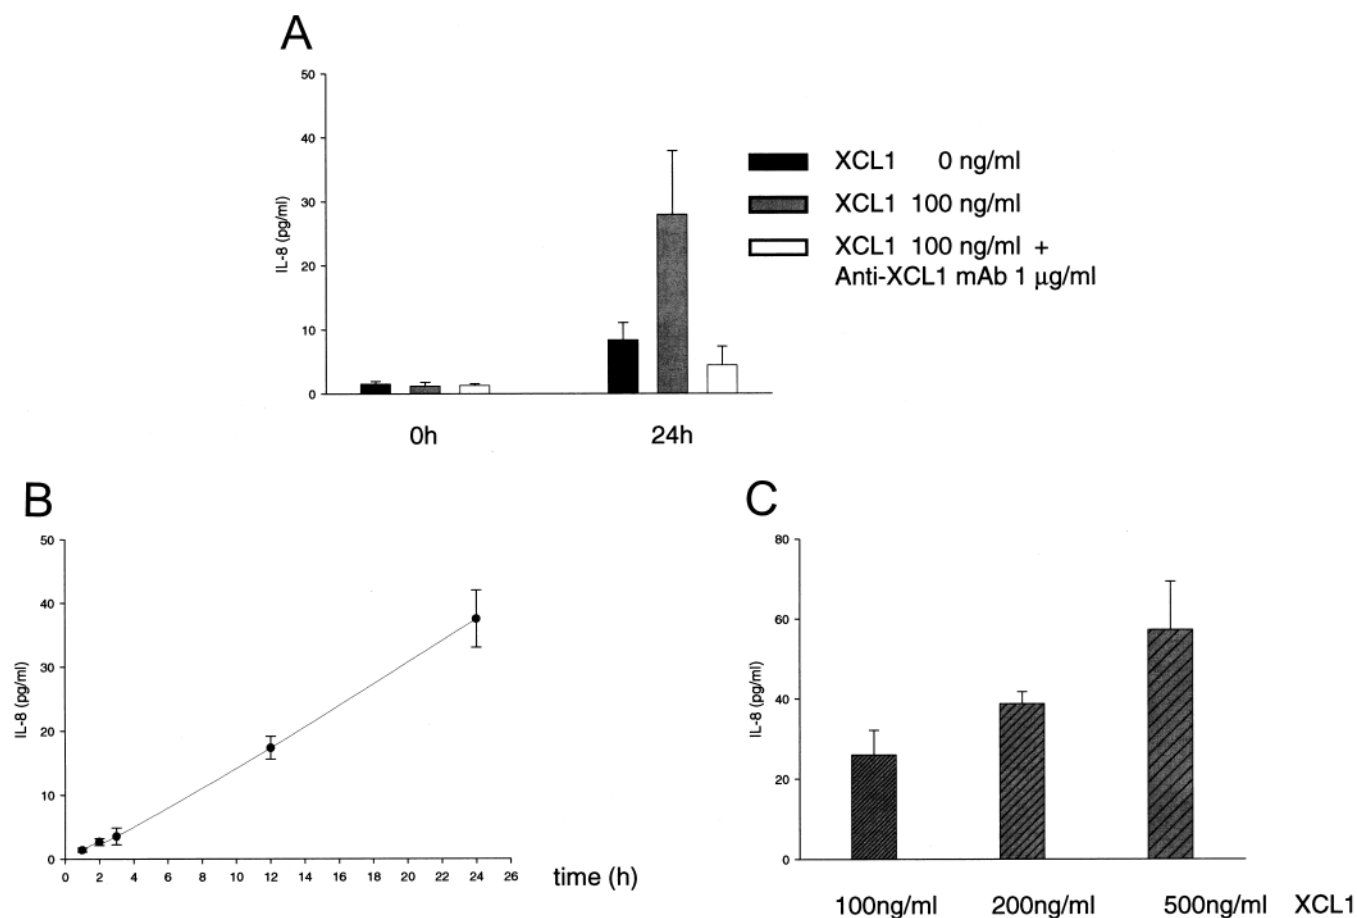 A
50
40
30
20
10
0
IL-8 (pg/ml)
0h 24h
XCL1 0 ng/ml
XCL1 100 ng/ml
XCL1 100 ng/ml +
Anti-XCL1 mAb 1 μg/ml
B
50
40
30
20
10
0
IL-8 (pg/ml)
0 2 4 6 8 10 12 14 16 18 20 22 24 26
time (h)
C
80
60
40
20
0
IL-8 (pg/ml)
100ng/ml 200ng/ml 500ng/ml XCL1